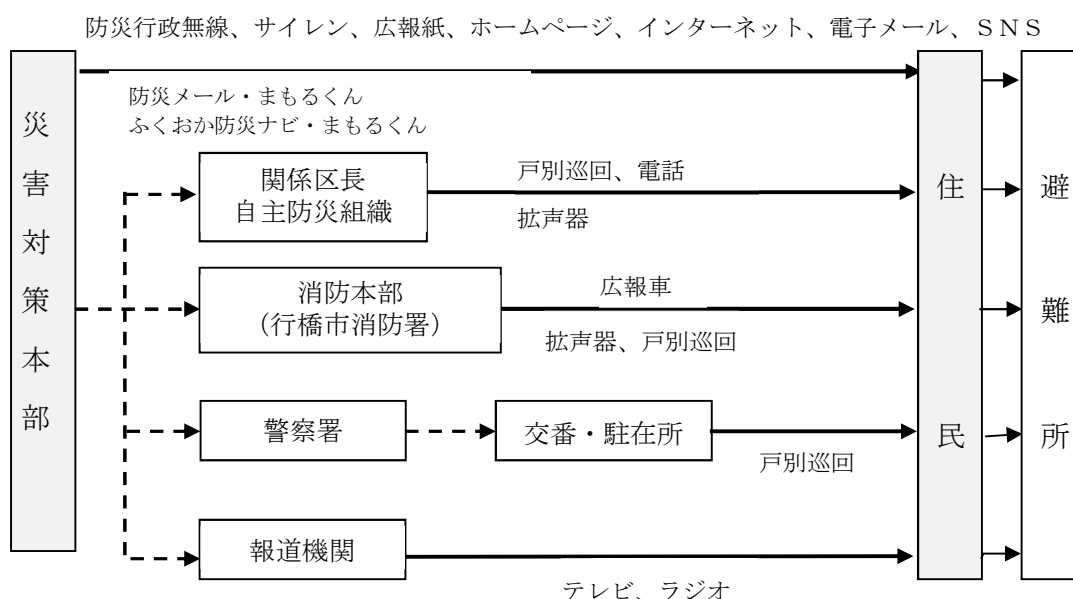 防災行政無線、サイレン、広報紙、ホームページ、インターネット、電子メール、ＳＮＳ
災害対策本部
防災メール・まもるくん
ふくおか防災ナビ・まもるくん
関係区長
自主防災組織
戸別巡回、電話
拡声器
消防本部
（行橋市消防署）
広報車
拡声器、戸別巡回
警察署
交番・駐在所
戸別巡回
報道機関
テレビ、ラジオ
住民
避難所